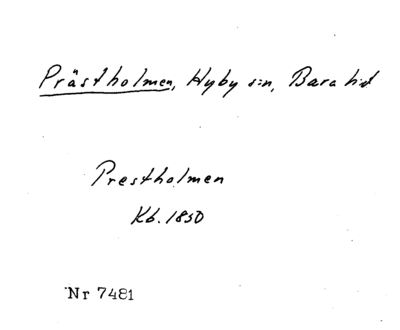 Prästholmen, Hyby sn, Bara hd
Prestholmen
Kb. 1850
Nr 7481